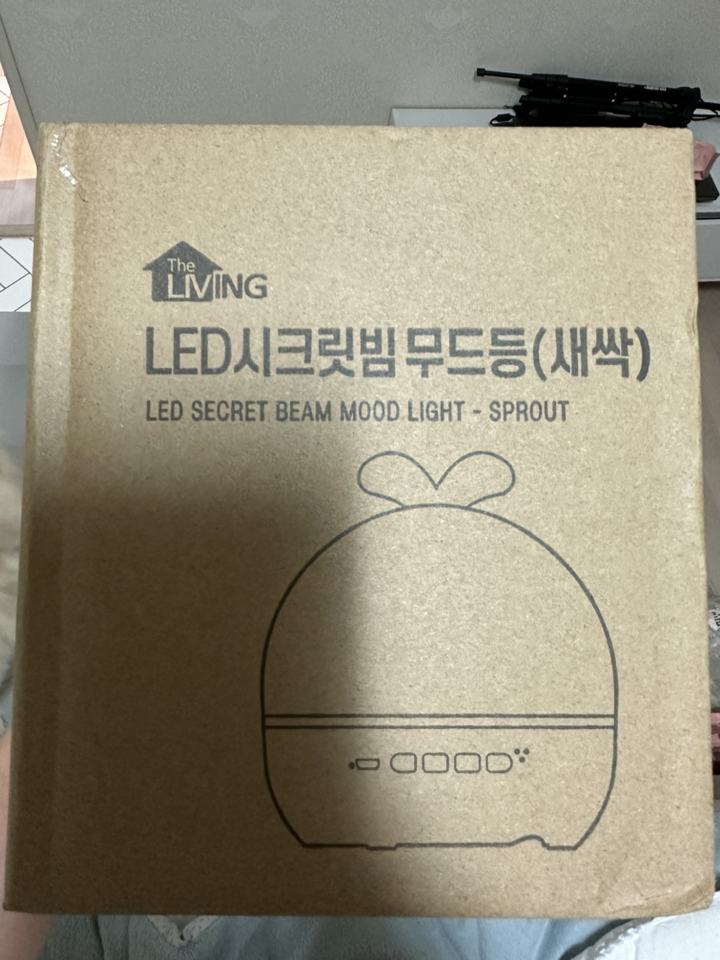 The
LIVING
LED시크릿빔 무드등(새싹)
LED SECRET BEAM MOOD LIGHT - SPROUT